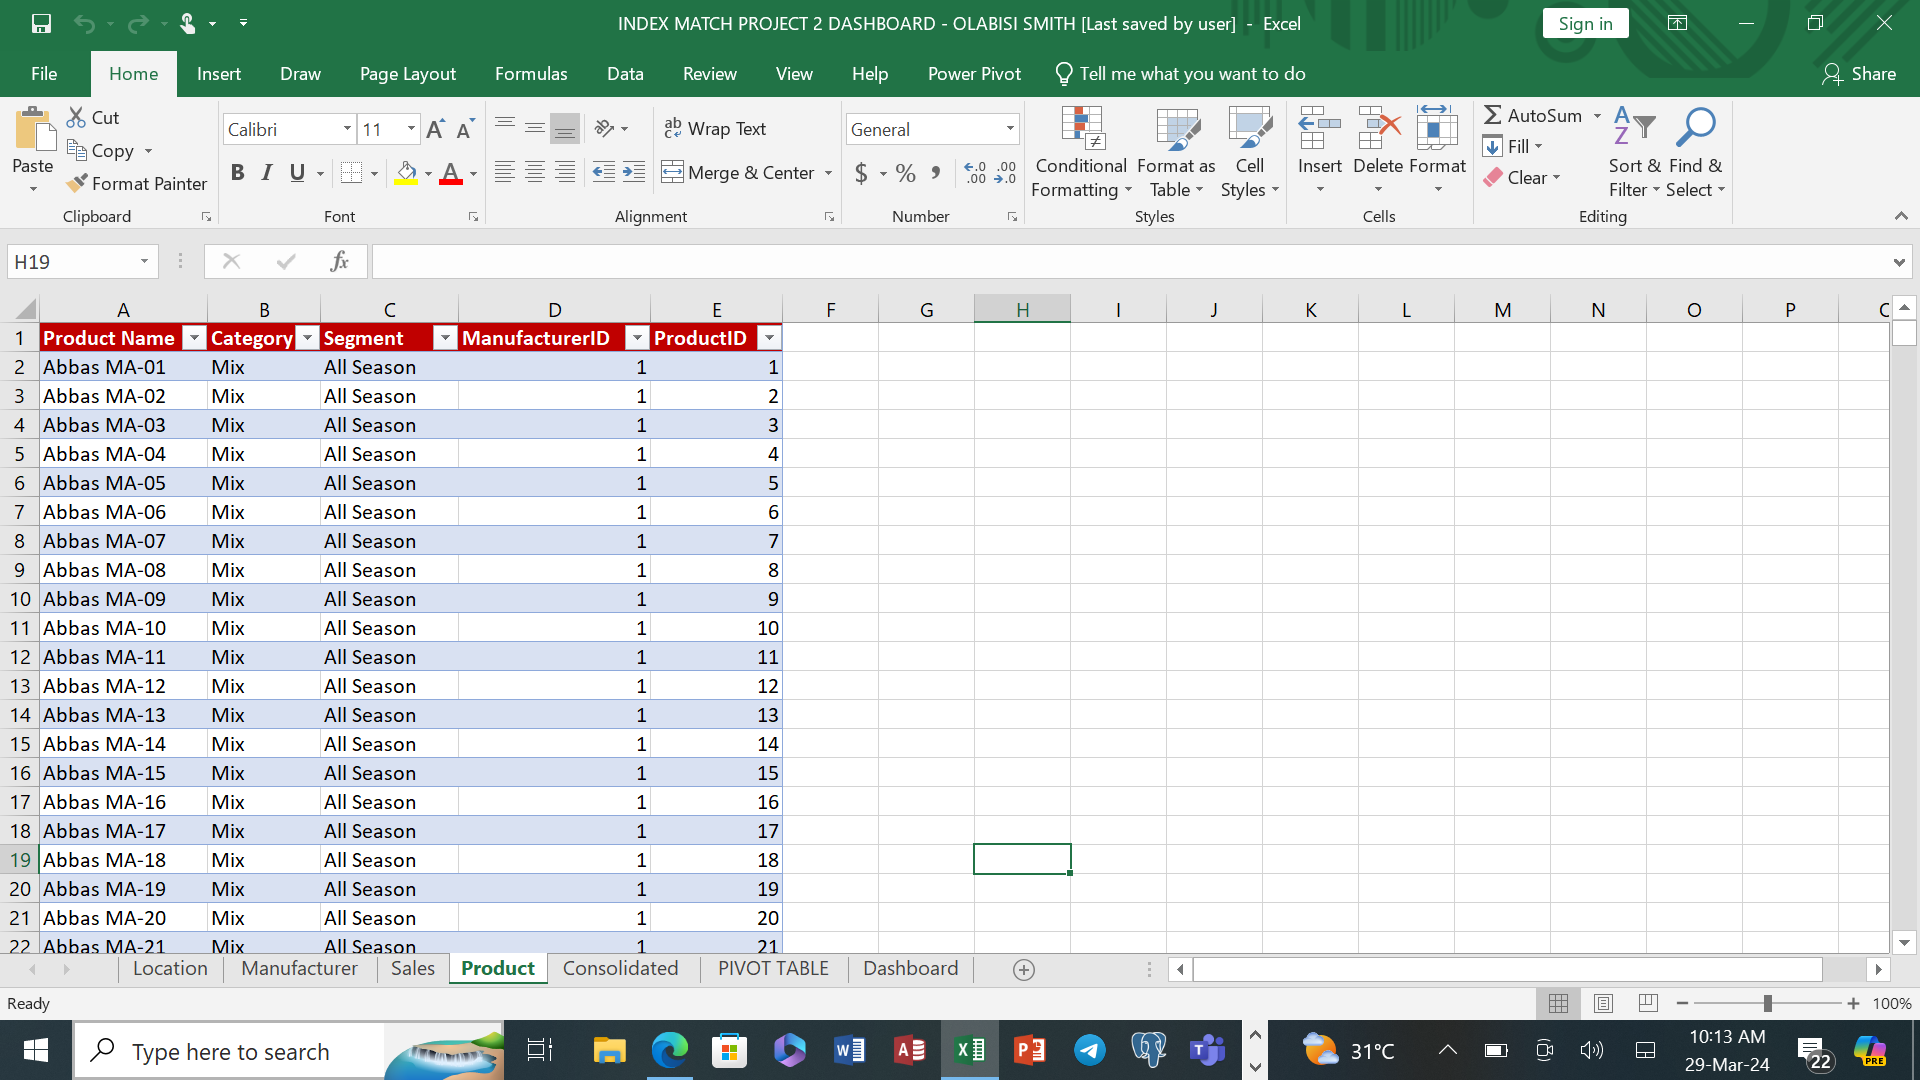 INDEX MATCH PROJECT 2 DASHBOARD - OLABISI SMITH [Last saved by user] - Excel
Sign in
File Home Insert Draw Page Layout Formulas Data Review View Help Power Pivot Tell me what you want to do Share
Paste
Cut
Copy
Format Painter
Clipboard
Calibri 11
B I U
Font
Wrap Text
Merge & Center
Alignment
General
$ % , .00 .00
Number
Conditional Formatting
Format as Table
Cell Styles
Styles
Insert Delete Format
Cells
AutoSum
Fill
Clear
Sort & Filter
Find & Select
Editing
H19 fx
A B C D E F G H I J K L M N O P
1 Product Name Category Segment ManufacturerID ProductID
2 Abbas MA-01 Mix All Season 1 1
3 Abbas MA-02 Mix All Season 1 2
4 Abbas MA-03 Mix All Season 1 3
5 Abbas MA-04 Mix All Season 1 4
6 Abbas MA-05 Mix All Season 1 5
7 Abbas MA-06 Mix All Season 1 6
8 Abbas MA-07 Mix All Season 1 7
9 Abbas MA-08 Mix All Season 1 8
10 Abbas MA-09 Mix All Season 1 9
11 Abbas MA-10 Mix All Season 1 10
12 Abbas MA-11 Mix All Season 1 11
13 Abbas MA-12 Mix All Season 1 12
14 Abbas MA-13 Mix All Season 1 13
15 Abbas MA-14 Mix All Season 1 14
16 Abbas MA-15 Mix All Season 1 15
17 Abbas MA-16 Mix All Season 1 16
18 Abbas MA-17 Mix All Season 1 17
19 Abbas MA-18 Mix All Season 1 18
20 Abbas MA-19 Mix All Season 1 19
21 Abbas MA-20 Mix All Season 1 20
22 Abbas MA-21 Mix All Season 1 21
Location Manufacturer Sales Product Consolidated PIVOT TABLE Dashboard
Ready 100%
Type here to search
31°C
10:13 AM
29-Mar-24
22
PRE